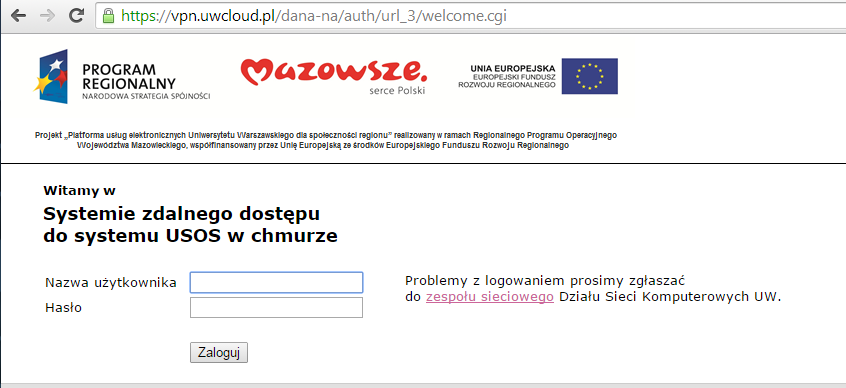 https://vpn.uwcloud.pl/dana-na/auth/url_3/welcome.cgi
PROGRAM
REGIONALNY
NARODOWA STRATEGIA SPÓJNOŚCI
Mazowsze.
serce Polski
UNIA EUROPEJSKA
EUROPEJSKI FUNDUSZ
ROZWOJU REGIONALNEGO
Projekt „Platforma usług elektronicznych Uniwersytetu Warszawskiego dla społeczności regionu” realizowany w ramach Regionalnego Programu Operacyjnego
Województwa Mazowieckiego, współfinansowany przez Unię Europejską ze środków Europejskiego Funduszu Rozwoju Regionalnego
Witamy w
Systemie zdalnego dostępu
do systemu USOS w chmurze
Nazwa użytkownika
Hasło
Zaloguj
Problemy z logowaniem prosimy zgłaszać
do zespołu sieciowego Działu Sieci Komputerowych UW.